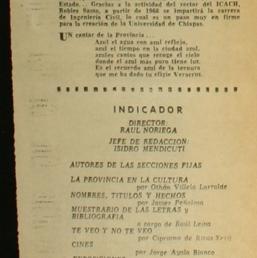 Estado... Gracias a la actividad del rector del ICACH,
Robles Sasso, a partir de 1968 se impartirá la carrera
de Ingeniería Civil, lo cual es un paso muy en firme
para la creación de la Universidad de Chiapas.
Un cantar de la Provincia...
Azul el agua con azul reflejo,
azul el tiempo en la ciudad azul,
azules cantos que recoge el cielo
donde el azul más puro tiene luz.
Es el recuerdo azul de la ternura
que me ha dado tu efigie Veracruz.
INDICADOR
DIRECTOR:
RAUL NORIEGA
JEFE DE REDACCION:
ISIDRO MENDICUTI
AUTORES DE LAS SECCIONES FIJAS
LA PROVINCIA EN LA CULTURA
por Othón Villela Larralde
NOMBRES, TITULOS Y HECHOS
por Javier Peñalosa
MUESTRARIO DE LAS LETRAS y
BIBLIOGRAFIA
a cargo de Raúl Leiva
TE VEO Y NO TE VEO
por Cipriano de Rivas Xerif
CINES
por Jorge Ayala Blanco